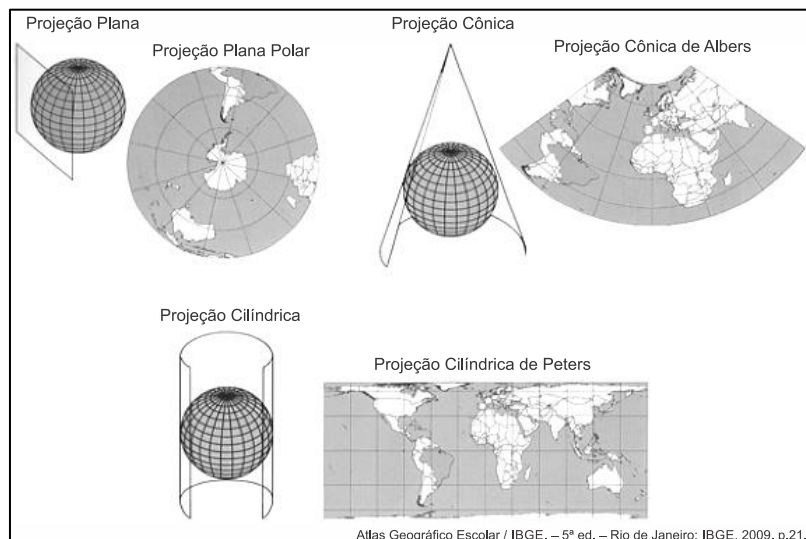 Projeção Plana
Projeção Plana Polar
Projeção Cônica
Projeção Cônica de Albers
Projeção Cilíndrica
Projeção Cilíndrica de Peters
Atlas Geográfico Escolar / IBGE. – 5ª ed. – Rio de Janeiro: IBGE, 2009, p.21.